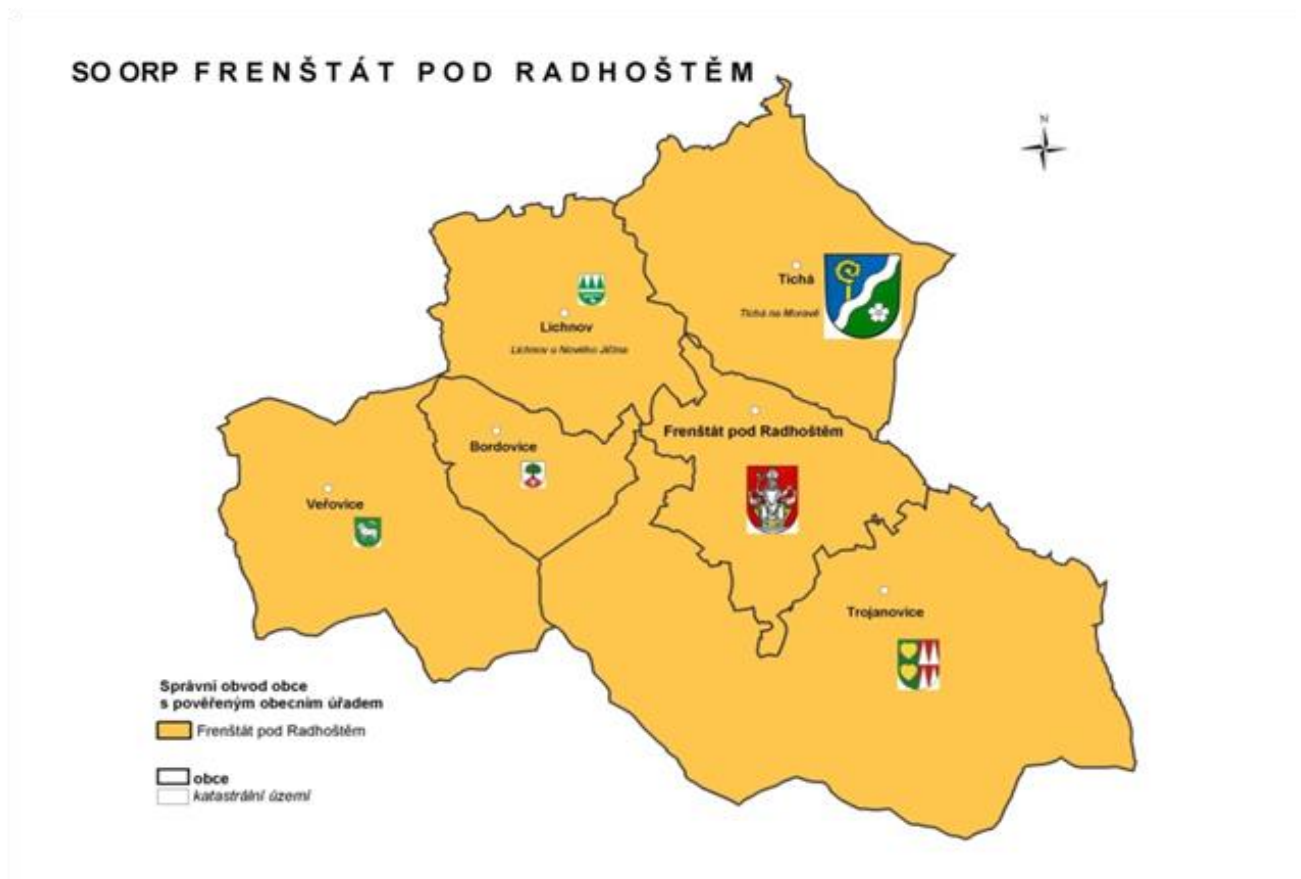 SO ORP FRENŠTÁT POD RADHOŠTĚM
N
Tichá
Tichá na Moravě
Lichnov
Lichnov u Nového Jičína
Frenštát pod Radhoštěm
Bordovice
Veřovice
Trojanovice
Správní obvod obce
s pověřeným obecním úřadem
Frenštát pod Radhoštěm
obce
katastrální území